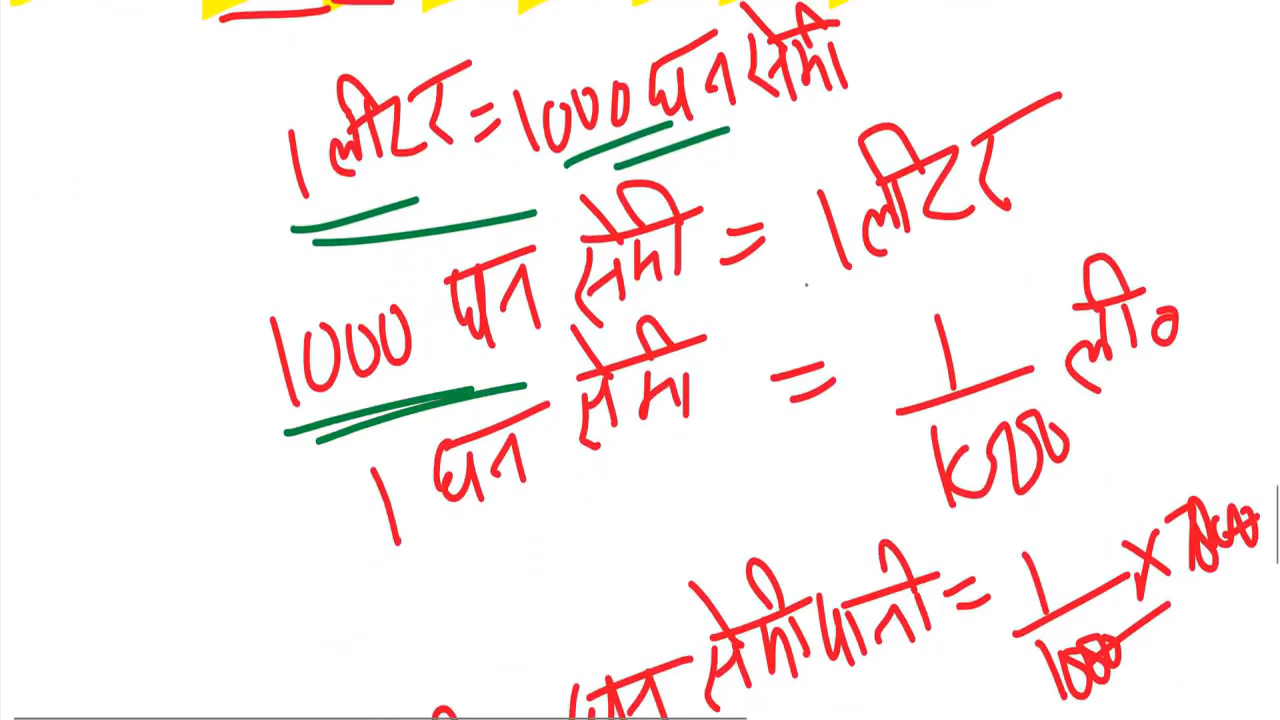 1 लीटर = 1000 घन सेमी
1000 घन सेमी = 1 लीटर
1 घन सेमी = 1/1000 ली०
घन सेमी पानी = 1/1000 ×